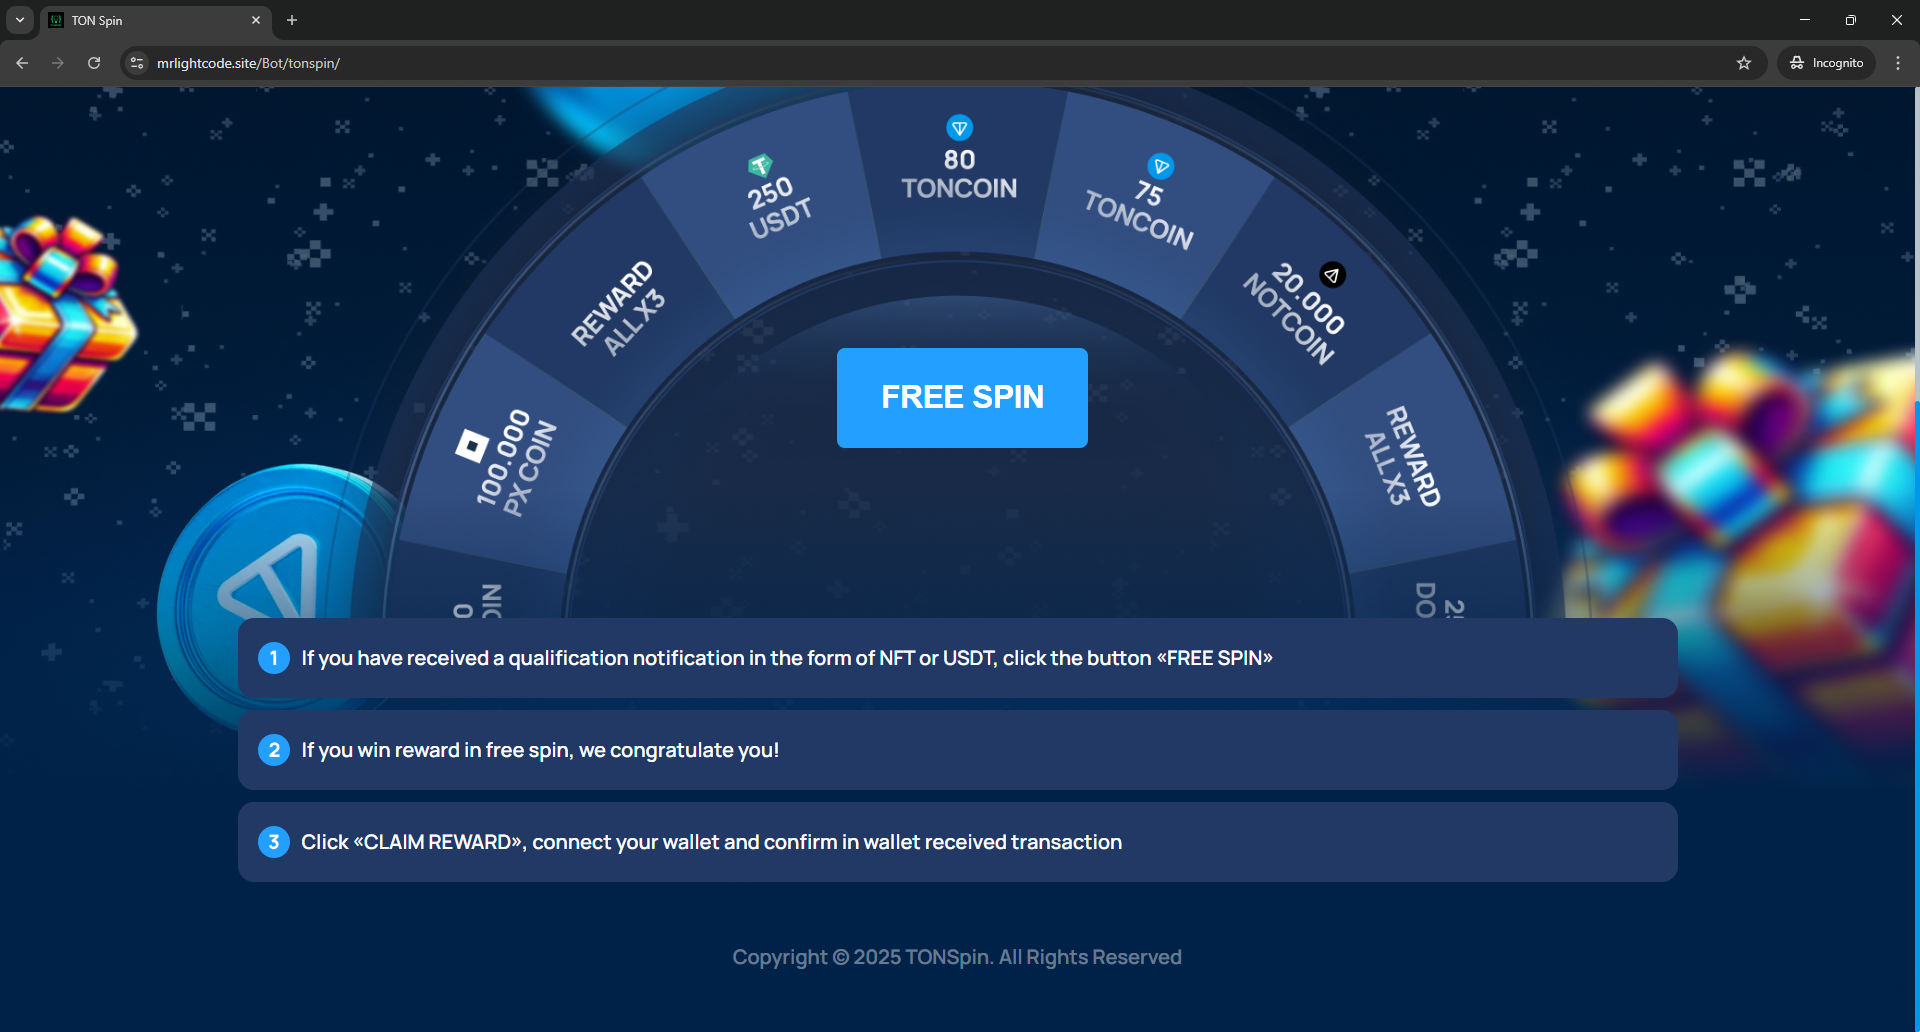 TON Spin
mrlightcode.site/Bot/tonspin/
Incognito
80
TONCOIN
250
USDT
75
TONCOIN
REWARD
ALL X3
20.000
NOTCOIN
100.000
PX COIN
REWARD
ALL X3
FREE SPIN
1 If you have received a qualification notification in the form of NFT or USDT, click the button «FREE SPIN»
2 If you win reward in free spin, we congratulate you!
3 Click «CLAIM REWARD», connect your wallet and confirm in wallet received transaction
Copyright © 2025 TONSpin. All Rights Reserved